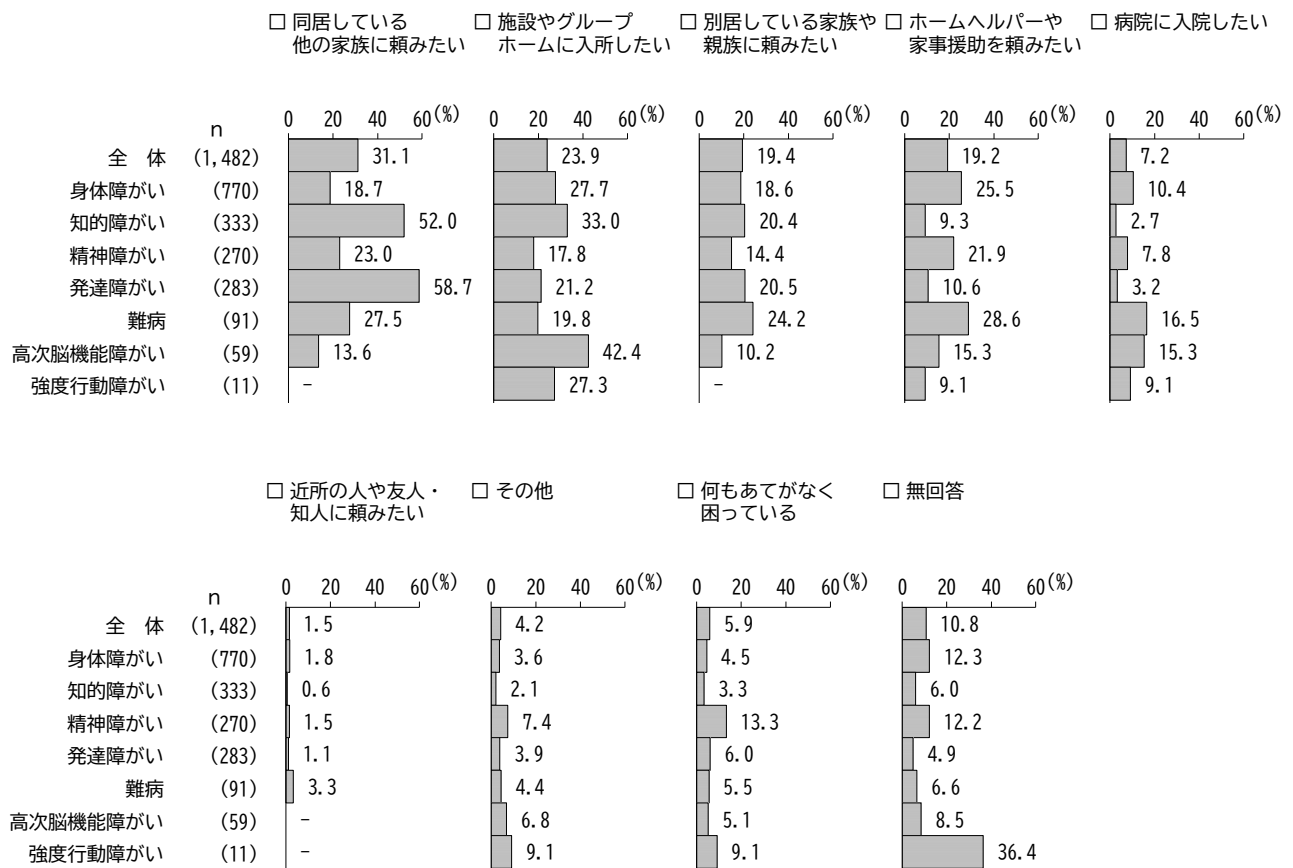 □ 同居している　□ 施設やグループ　□ 別居している家族や　□ ホームヘルパーや　□ 病院に入院したい
他の家族に頼みたい　ホームに入所したい　親族に頼みたい　家事援助を頼みたい
0 20 40 60(%) 0 20 40 60(%) 0 20 40 60(%) 0 20 40 60(%) 0 20 40 60(%)
n
全　体 (1,482) 31.1 23.9 19.4 19.2 7.2
身体障がい (770) 18.7 27.7 18.6 25.5 10.4
知的障がい (333) 52.0 33.0 20.4 9.3 2.7
精神障がい (270) 23.0 17.8 14.4 21.9 7.8
発達障がい (283) 58.7 21.2 20.5 10.6 3.2
難病 (91) 27.5 19.8 24.2 28.6 16.5
高次脳機能障がい (59) 13.6 42.4 10.2 15.3 15.3
強度行動障がい (11) - 27.3 - 9.1 9.1
□ 近所の人や友人・　□ その他　□ 何もあてがなく　□ 無回答
知人に頼みたい　困っている
0 20 40 60(%) 0 20 40 60(%) 0 20 40 60(%) 0 20 40 60(%)
n
全　体 (1,482) 1.5 4.2 5.9 10.8
身体障がい (770) 1.8 3.6 4.5 12.3
知的障がい (333) 0.6 2.1 3.3 6.0
精神障がい (270) 1.5 7.4 13.3 12.2
発達障がい (283) 1.1 3.9 6.0 4.9
難病 (91) 3.3 4.4 5.5 6.6
高次脳機能障がい (59) - 6.8 5.1 8.5
強度行動障がい (11) - 9.1 9.1 36.4